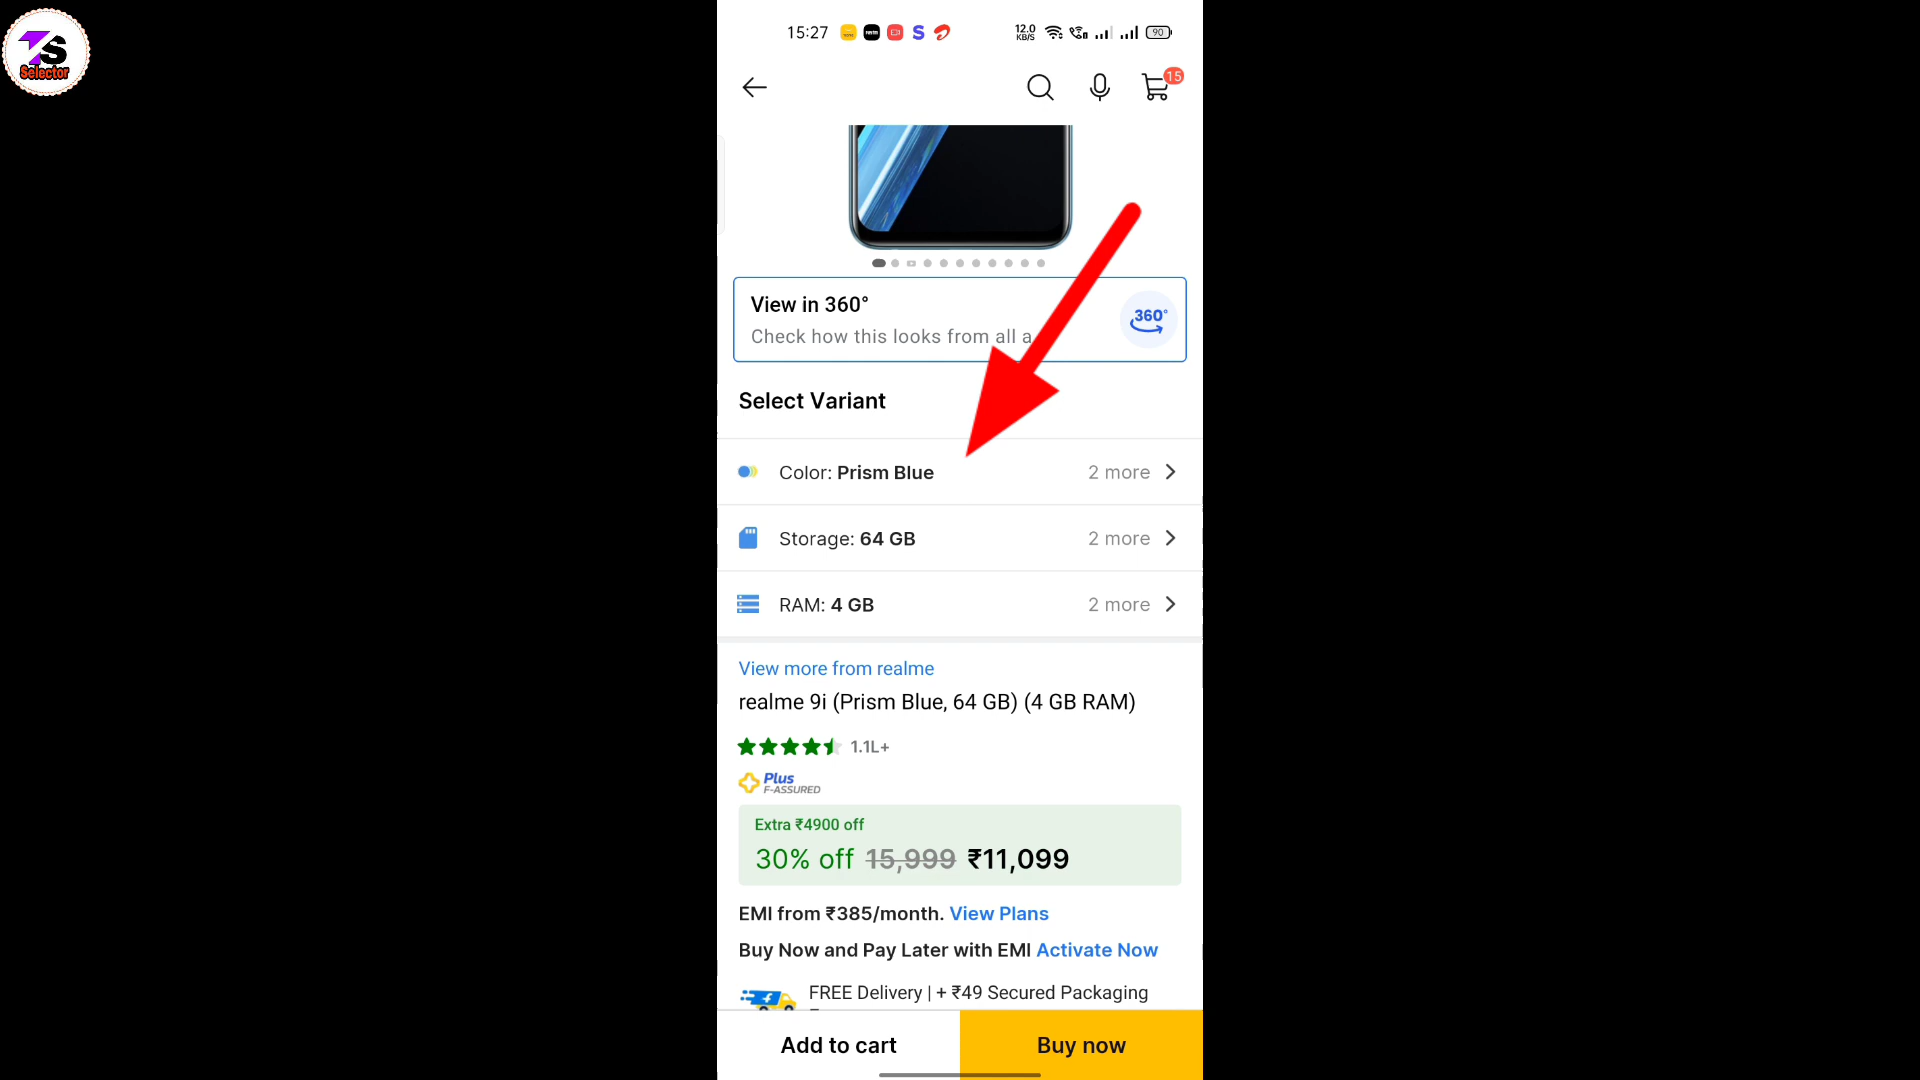 TS
Selector
15:27
12.0
KB/S
90
15
View in 360°
Check how this looks from all a
360°
Select Variant
Color: Prism Blue
2 more
Storage: 64 GB
2 more
RAM: 4 GB
2 more
View more from realme
realme 9i (Prism Blue, 64 GB) (4 GB RAM)
1.1L+
Plus
F-ASSURED
Extra ₹4900 off
30% off 15,999 ₹11,099
EMI from ₹385/month. View Plans
Buy Now and Pay Later with EMI Activate Now
FREE Delivery | + ₹49 Secured Packaging
Add to cart
Buy now